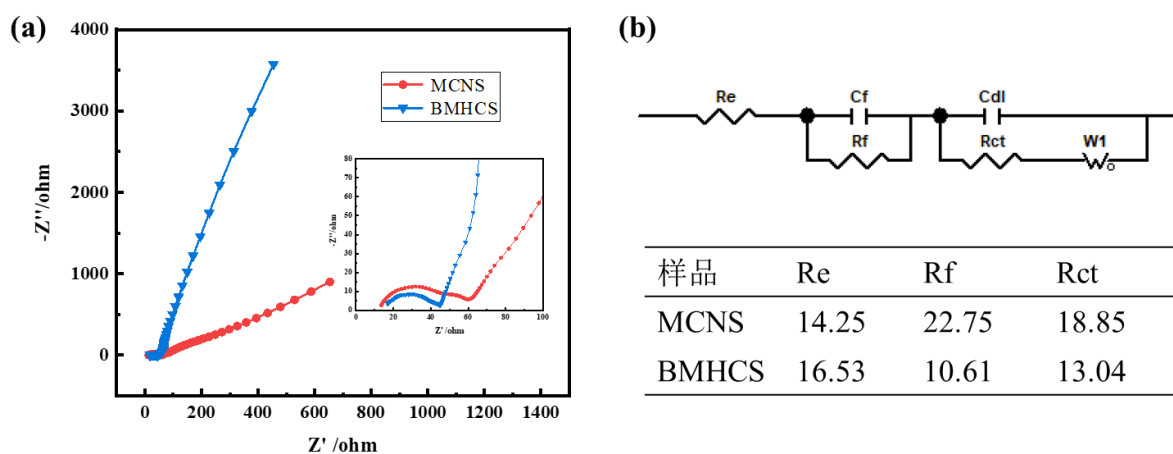 (a)
4000
3000
2000
1000
0
-Z''/ohm
0 200 400 600 800 1000 1200 1400
Z' /ohm
MCNS
BMHCS
80
70
60
50
40
30
20
10
0
-Z''/ohm
0 20 40 60 80 100
Z'/ohm
(b)
Re Cf Cdl
Rf Rct W1
o
样品 Re Rf Rct
MCNS 14.25 22.75 18.85
BMHCS 16.53 10.61 13.04